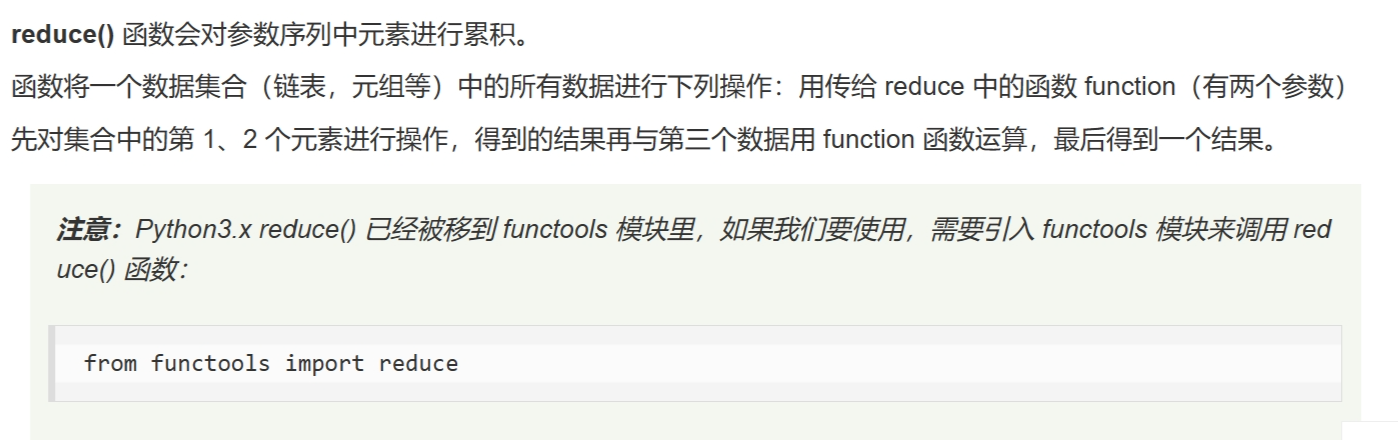 reduce() 函数会对参数序列中元素进行累积。
函数将一个数据集合（链表，元组等）中的所有数据进行下列操作：用传给 reduce 中的函数 function（有两个参数）
先对集合中的第 1、2 个元素进行操作，得到的结果再与第三个数据用 function 函数运算，最后得到一个结果。
注意：Python3.x reduce() 已经被移到 functools 模块里，如果我们要使用，需要引入 functools 模块来调用 red
uce() 函数：
from functools import reduce